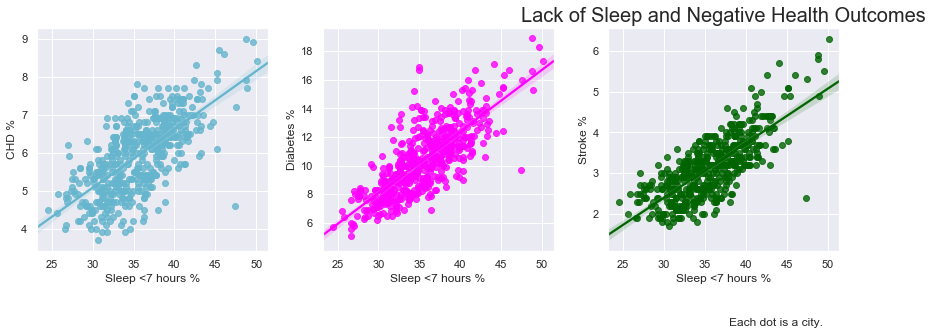 Lack of Sleep and Negative Health Outcomes
9
8
7
6
5
4
CHD %
25 30 35 40 45 50
Sleep <7 hours %
18
16
14
12
10
8
6
Diabetes %
25 30 35 40 45 50
Sleep <7 hours %
6
5
4
3
2
Stroke %
25 30 35 40 45 50
Sleep <7 hours %
Each dot is a city.